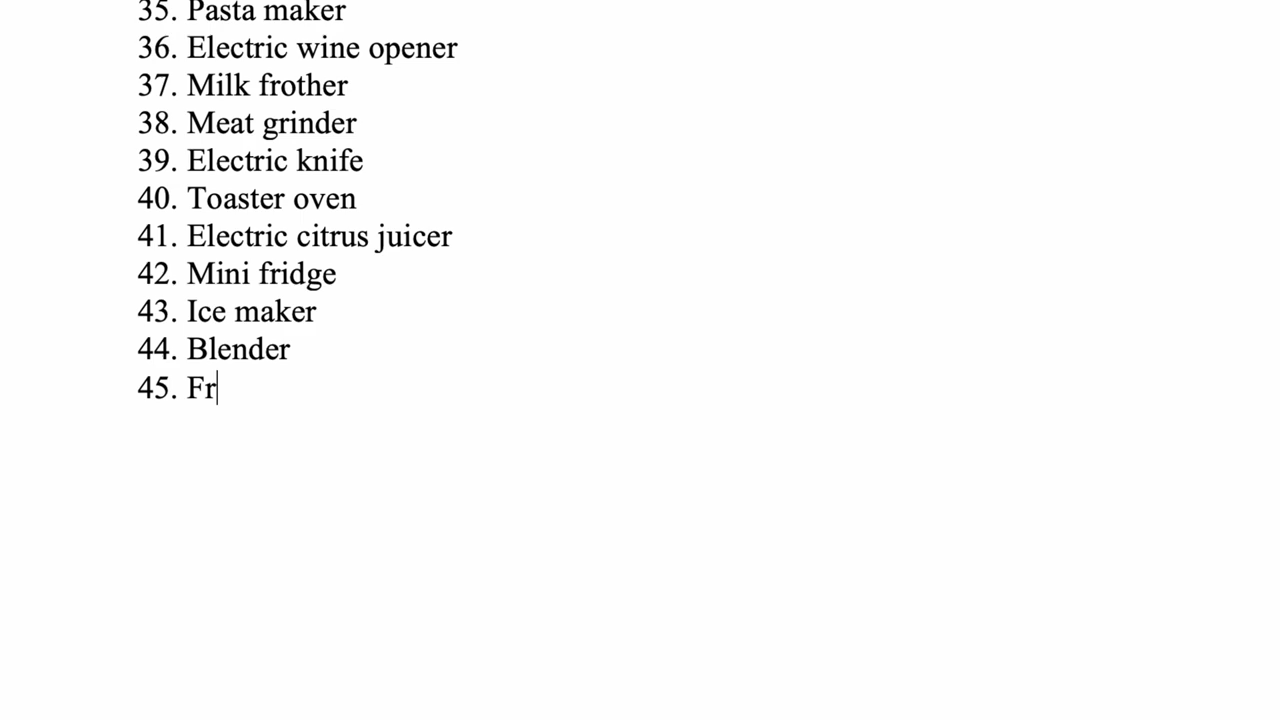 35. Pasta maker
36. Electric wine opener
37. Milk frother
38. Meat grinder
39. Electric knife
40. Toaster oven
41. Electric citrus juicer
42. Mini fridge
43. Ice maker
44. Blender
45. Fr